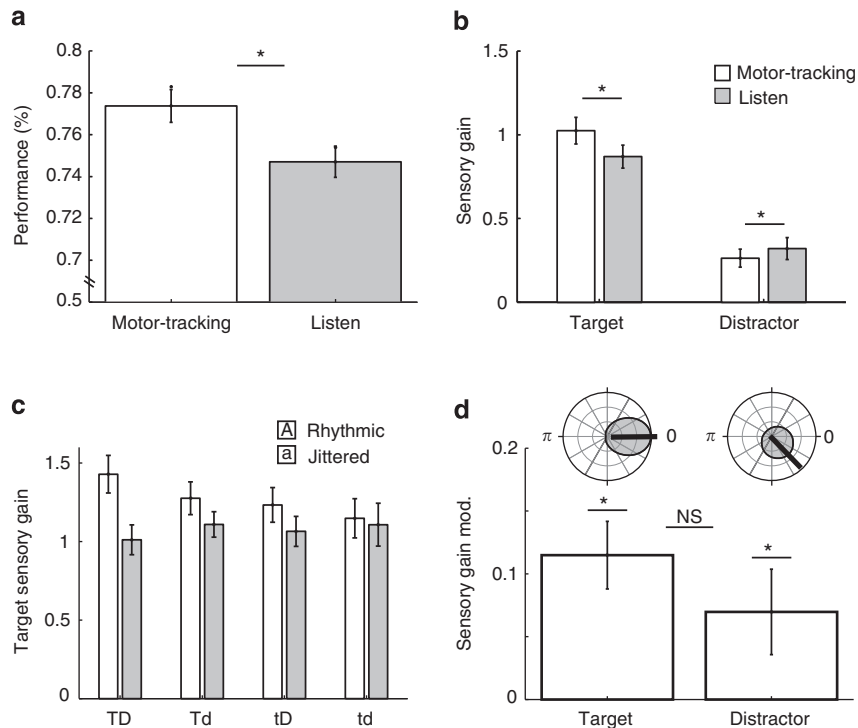 a
0.8
*
0.78
0.76
0.74
0.72
0.7
0.5
Performance (%)
Motor-tracking Listen
b
1.5
Motor-tracking
Listen
*
1
0.5
*
0
Sensory gain
Target Distractor
c
A Rhythmic
a Jittered
1.5
1
0.5
0
Target sensory gain
TD Td tD td
d
π 0 π 0
0.2
*
NS
*
0.1
0
Sensory gain mod.
Target Distractor